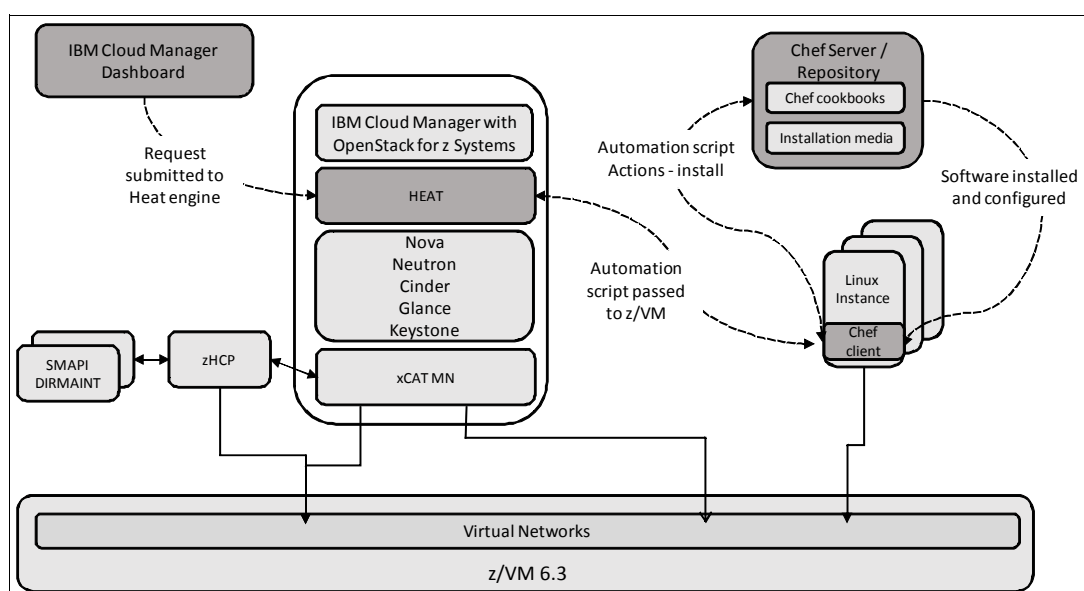 IBM Cloud Manager
Dashboard
Chef Server /
Repository
Chef cookbooks
Installation media
IBM Cloud Manager with
OpenStack for z Systems
Request
submitted to
Heat engine
Automation script
Actions - install
Software installed
and configured
HEAT
Nova
Neutron
Cinder
Glance
Keystone
Automation
script passed
to z/VM
Linux
Instance
Chef
client
SMAPI
DIRMAINT
zHCP
xCAT MN
Virtual Networks
z/VM 6.3